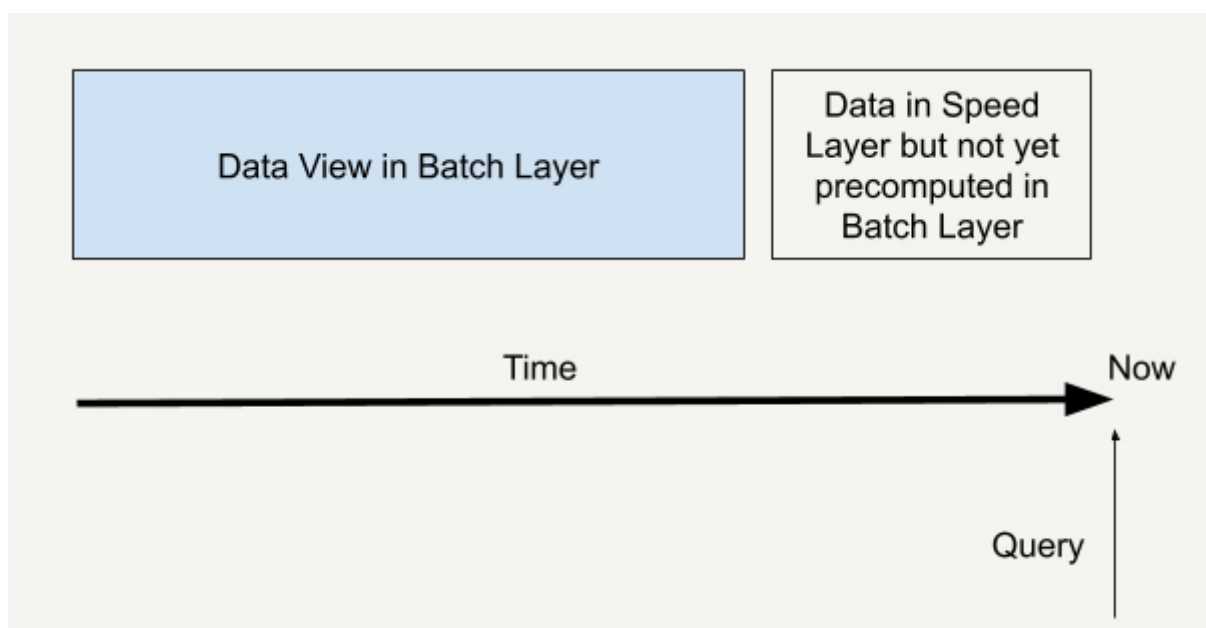 Data View in Batch Layer
Data in Speed
Layer but not yet
precomputed in
Batch Layer
Time
Now
Query